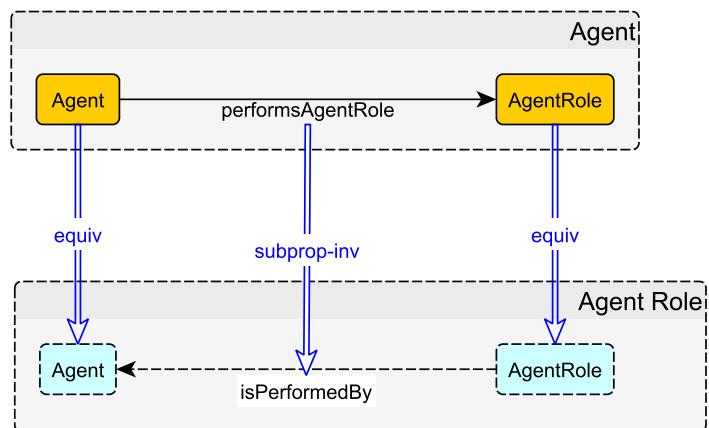 Agent
Agent
performsAgentRole
AgentRole
equiv
subprop-inv
equiv
Agent Role
Agent
isPerformedBy
AgentRole